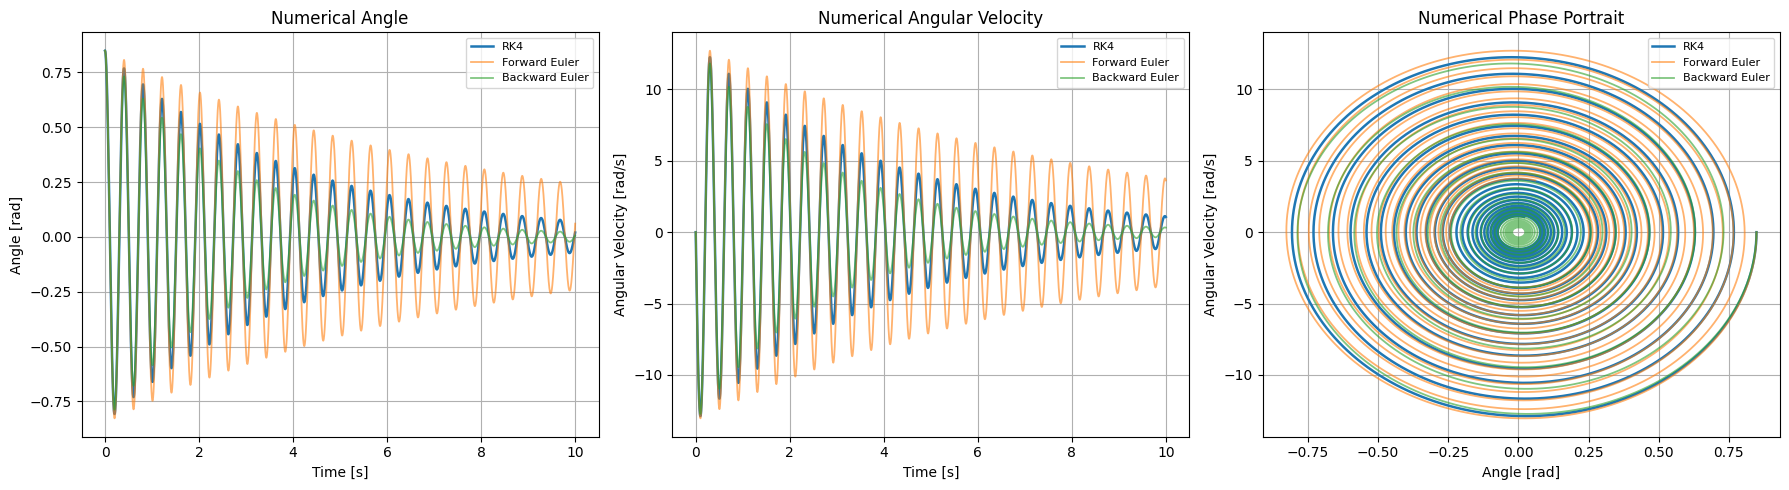 Numerical Angle
RK4
Forward Euler
Backward Euler
0.75
0.50
0.25
0.00
−0.25
−0.50
−0.75
Angle [rad]
0 2 4 6 8 10
Time [s]
Numerical Angular Velocity
RK4
Forward Euler
Backward Euler
10
5
0
−5
−10
Angular Velocity [rad/s]
0 2 4 6 8 10
Time [s]
Numerical Phase Portrait
RK4
Forward Euler
Backward Euler
10
5
0
−5
−10
Angular Velocity [rad/s]
−0.75 −0.50 −0.25 0.00 0.25 0.50 0.75
Angle [rad]